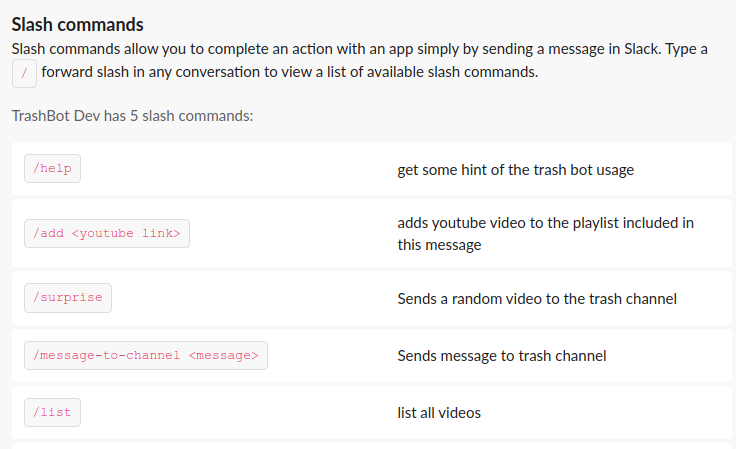 Slash commands
Slash commands allow you to complete an action with an app simply by sending a message in Slack. Type a
/ forward slash in any conversation to view a list of available slash commands.
TrashBot Dev has 5 slash commands:
/help
get some hint of the trash bot usage
/add <youtube link>
adds youtube video to the playlist included in
this message
/surprise
Sends a random video to the trash channel
/message-to-channel <message>
Sends message to trash channel
/list
list all videos